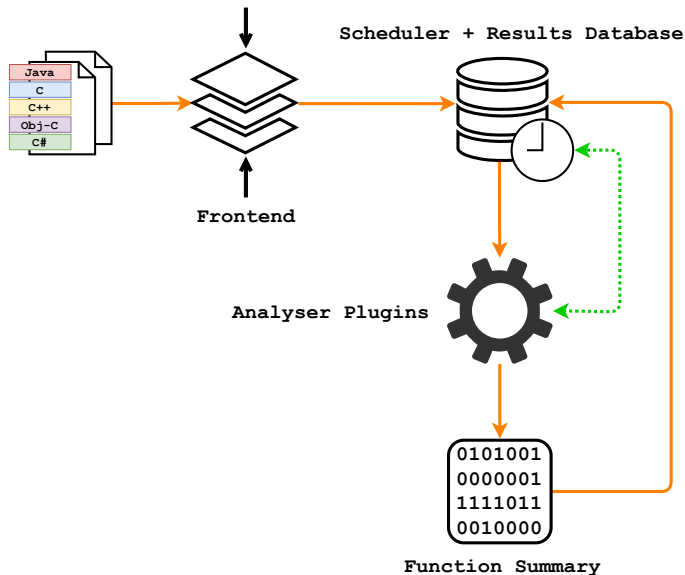 Scheduler + Results Database
Java
C
C++
Obj-C
C#
Frontend
Analyser Plugins
0101001
0000001
1111011
0010000
Function Summary